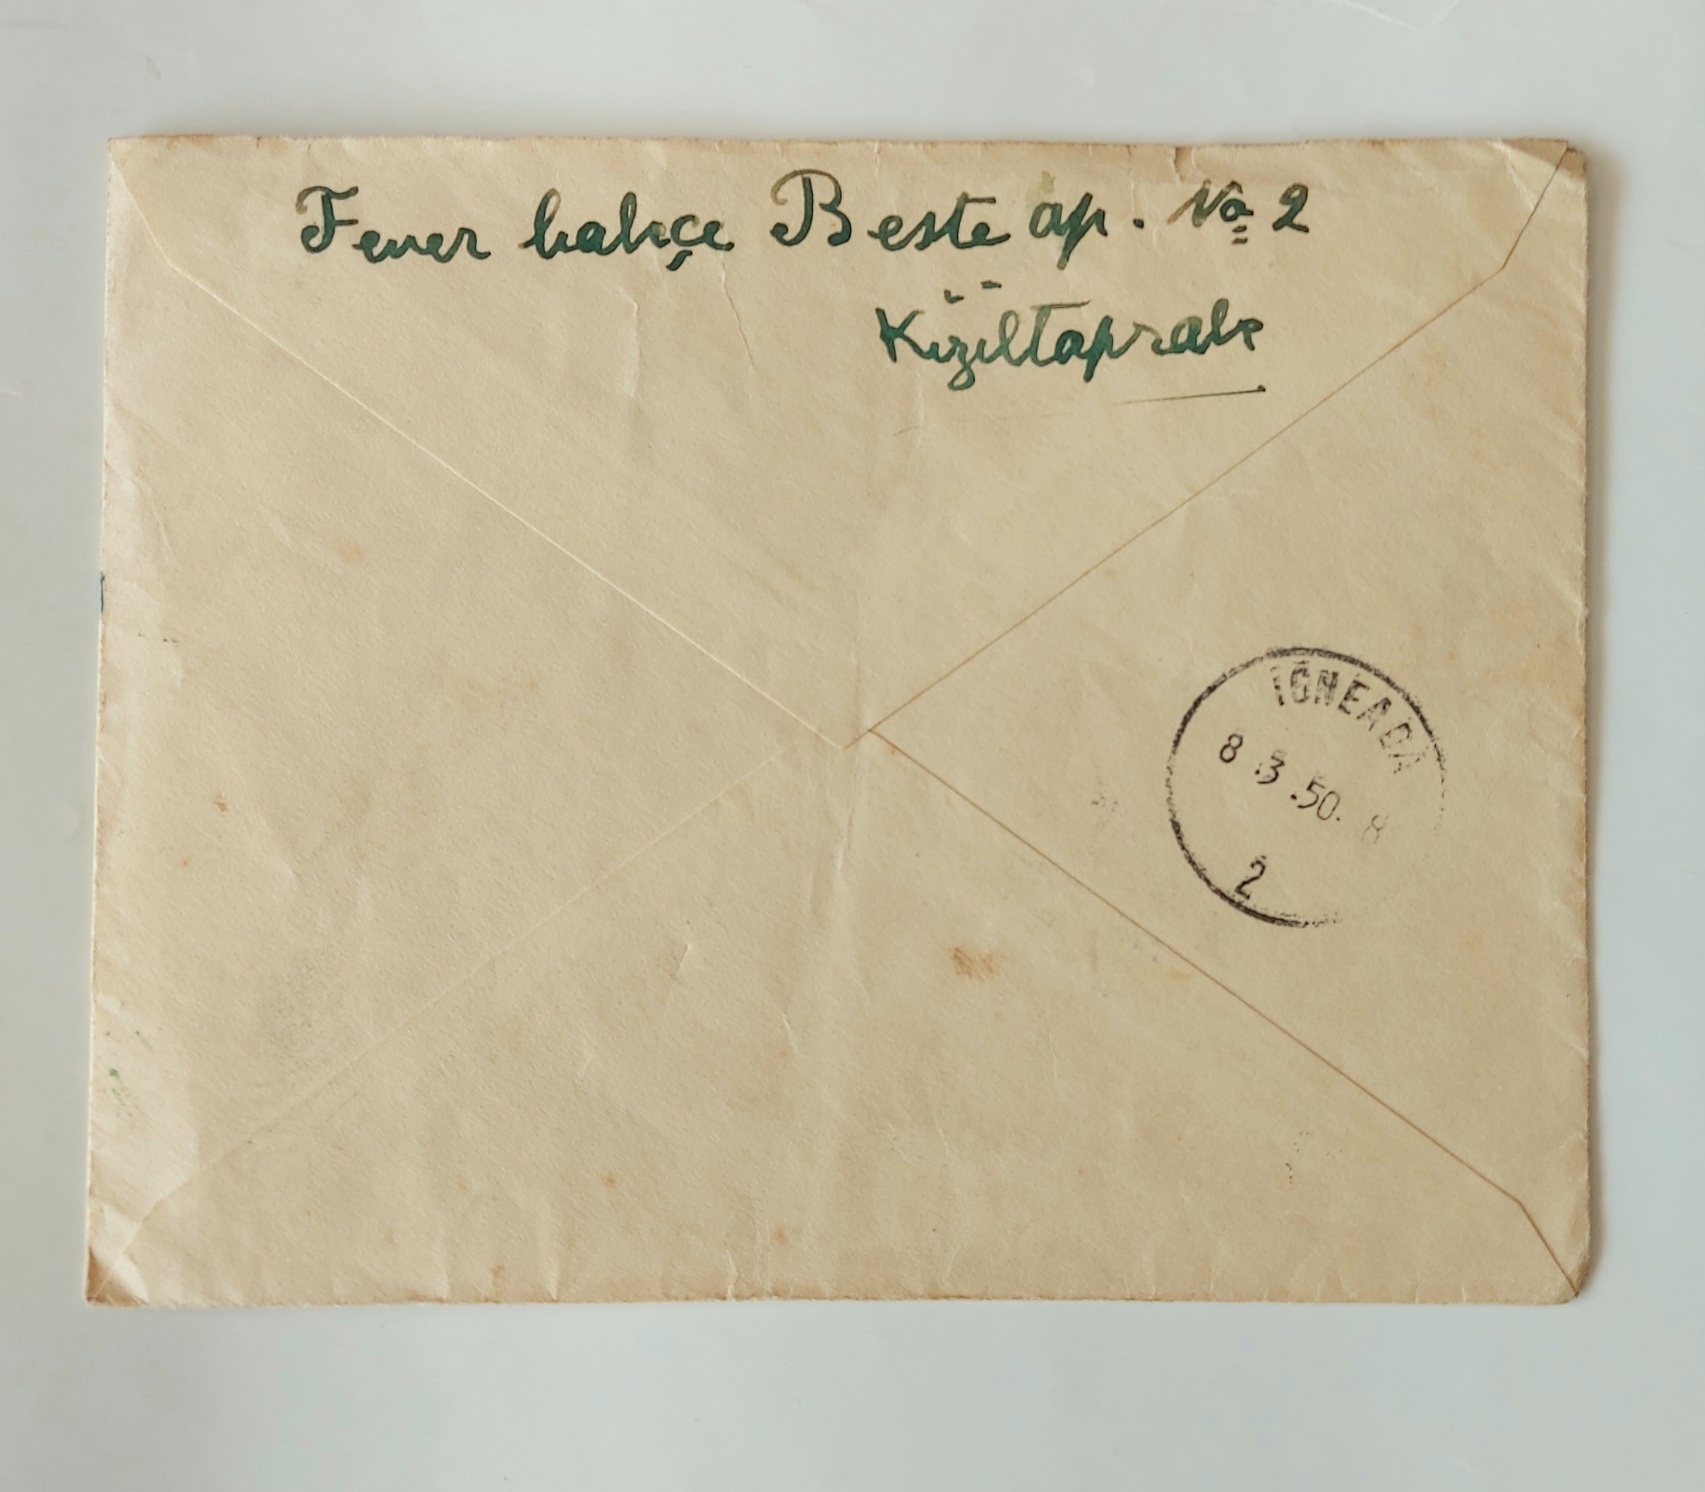 Fener bahçe Beste ap. No 2
Kızıltoprak
İĞNEADA
8.3.50. 8
2